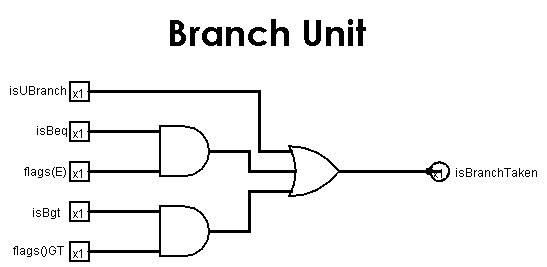 Branch Unit
isUBranch x1
isBeq x1
flags(E) x1
x1 isBranchTaken
isBgt x1
flags()GT x1